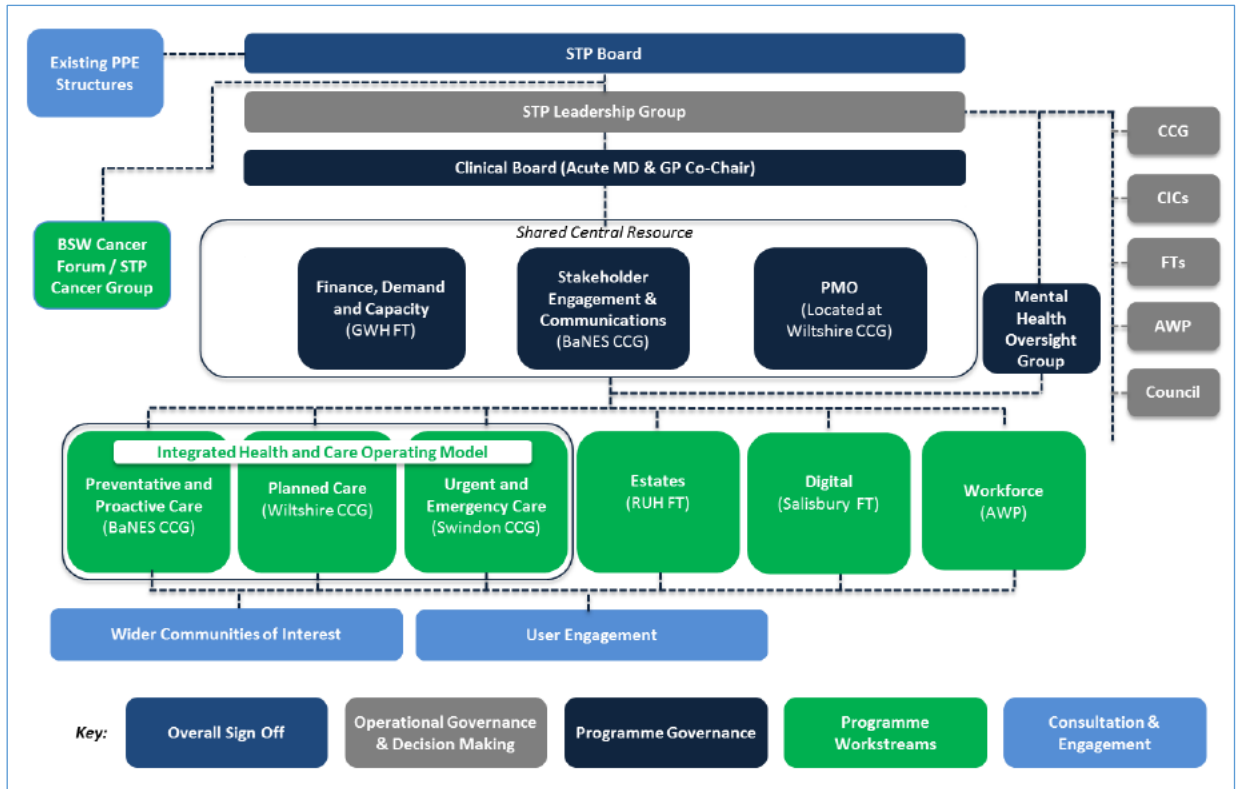 Existing PPE
Structures
STP Board
STP Leadership Group
Clinical Board (Acute MD & GP Co-Chair)
CCG
CICs
FTs
AWP
Council
BSW Cancer
Forum / STP
Cancer Group
Shared Central Resource
Finance, Demand
and Capacity
(GWH FT)
Stakeholder
Engagement &
Communications
(BaNES CCG)
PMO
(Located at
Wiltshire CCG)
Mental
Health
Oversight
Group
Integrated Health and Care Operating Model
Preventative and
Proactive Care
(BaNES CCG)
Planned Care
(Wiltshire CCG)
Urgent and
Emergency Care
(Swindon CCG)
Estates
(RUH FT)
Digital
(Salisbury FT)
Workforce
(AWP)
Wider Communities of Interest
User Engagement
Key:
Overall Sign Off
Operational Governance
& Decision Making
Programme Governance
Programme
Workstreams
Consultation &
Engagement